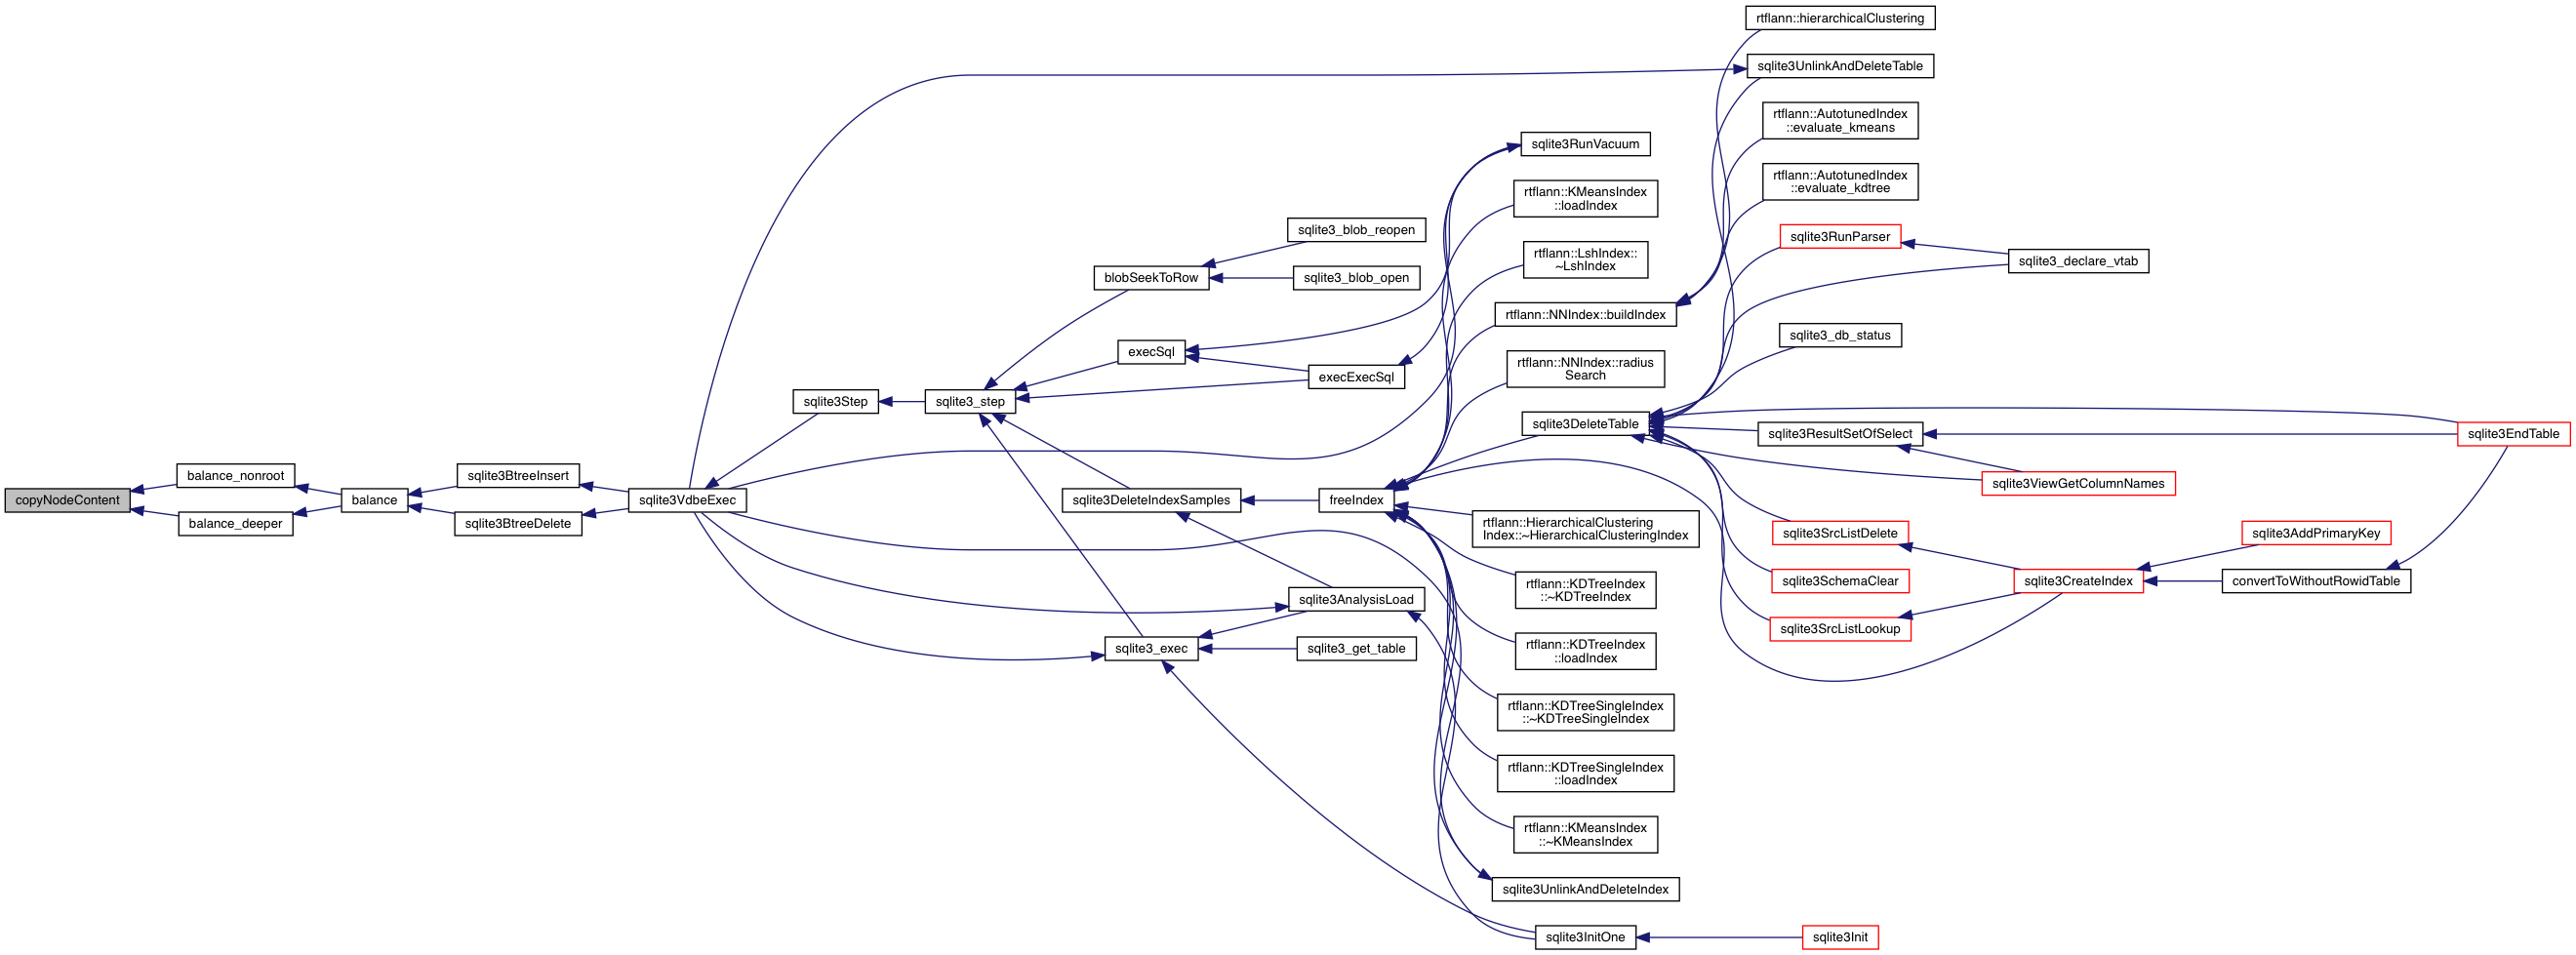 copyNodeContent
balance_nonroot
balance_deeper
balance
sqlite3BtreeInsert
sqlite3BtreeDelete
sqlite3VdbeExec
sqlite3Step
sqlite3_step
blobSeekToRow
execSql
sqlite3DeleteIndexSamples
sqlite3_exec
sqlite3_blob_reopen
sqlite3_blob_open
execExecSql
freeIndex
sqlite3AnalysisLoad
sqlite3_get_table
sqlite3RunVacuum
rtflann::KMeansIndex
::loadIndex
rtflann::LshIndex::
~LshIndex
rtflann::NNIndex::buildIndex
rtflann::NNIndex::radius
Search
sqlite3DeleteTable
rtflann::HierarchicalClustering
Index::~HierarchicalClusteringIndex
rtflann::KDTreeIndex
::~KDTreeIndex
rtflann::KDTreeIndex
::loadIndex
rtflann::KDTreeSingleIndex
::~KDTreeSingleIndex
rtflann::KDTreeSingleIndex
::loadIndex
rtflann::KMeansIndex
::~KMeansIndex
sqlite3UnlinkAndDeleteIndex
sqlite3InitOne
rtflann::hierarchicalClustering
sqlite3UnlinkAndDeleteTable
rtflann::AutotunedIndex
::evaluate_kmeans
rtflann::AutotunedIndex
::evaluate_kdtree
sqlite3RunParser
sqlite3_db_status
sqlite3ResultSetOfSelect
sqlite3SrcListDelete
sqlite3SchemaClear
sqlite3SrcListLookup
sqlite3Init
sqlite3_declare_vtab
sqlite3ViewGetColumnNames
sqlite3CreateIndex
sqlite3AddPrimaryKey
convertToWithoutRowidTable
sqlite3EndTable